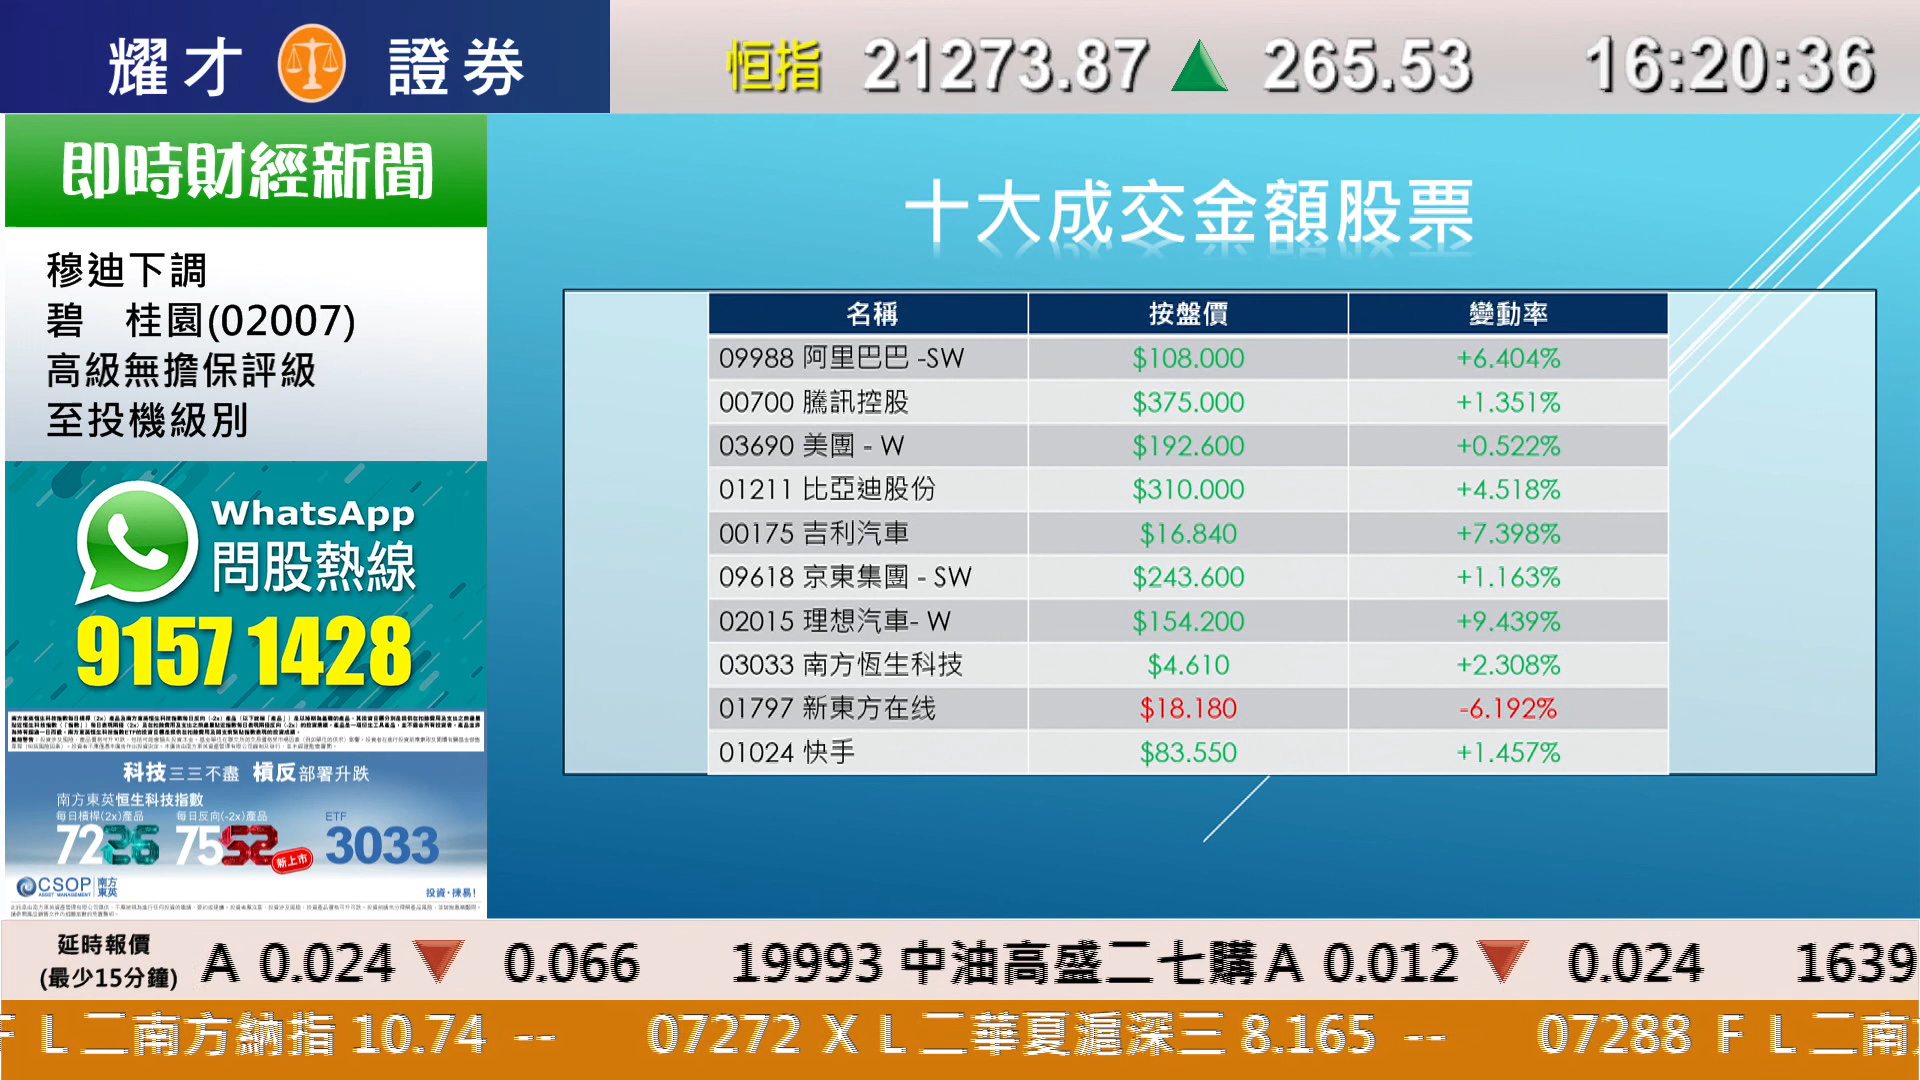 耀才 證券
恒指 21273.87 ▲ 265.53 16:20:36
即時財經新聞
穆迪下調
碧 桂園(02007)
高級無擔保評級
至投機級別
WhatsApp
問股熱線
9157 1428
科技三三不盡 槓反部署升跌
南方東英恒生科技指數
每日槓桿(2x)產品 每日反向(-2x)產品 ETF
7226 7552 3033
新上市
CSOP 南方東英
ASSET MANAGEMENT
投資·揀易!
十大成交金額股票
名稱 按盤價 變動率
09988 阿里巴巴 -SW $108.000 +6.404%
00700 騰訊控股 $375.000 +1.351%
03690 美團 - W $192.600 +0.522%
01211 比亞迪股份 $310.000 +4.518%
00175 吉利汽車 $16.840 +7.398%
09618 京東集團 - SW $243.600 +1.163%
02015 理想汽車- W $154.200 +9.439%
03033 南方恆生科技 $4.610 +2.308%
01797 新東方在线 $18.180 -6.192%
01024 快手 $83.550 +1.457%
延時報價
(最少15分鐘)
A 0.024 ▼ 0.066 19993 中油高盛二七購A 0.012 ▼ 0.024 1639
F L 二南方納指 10.74 -- 07272 X L 二華夏滬深三 8.165 -- 07288 F L 二南